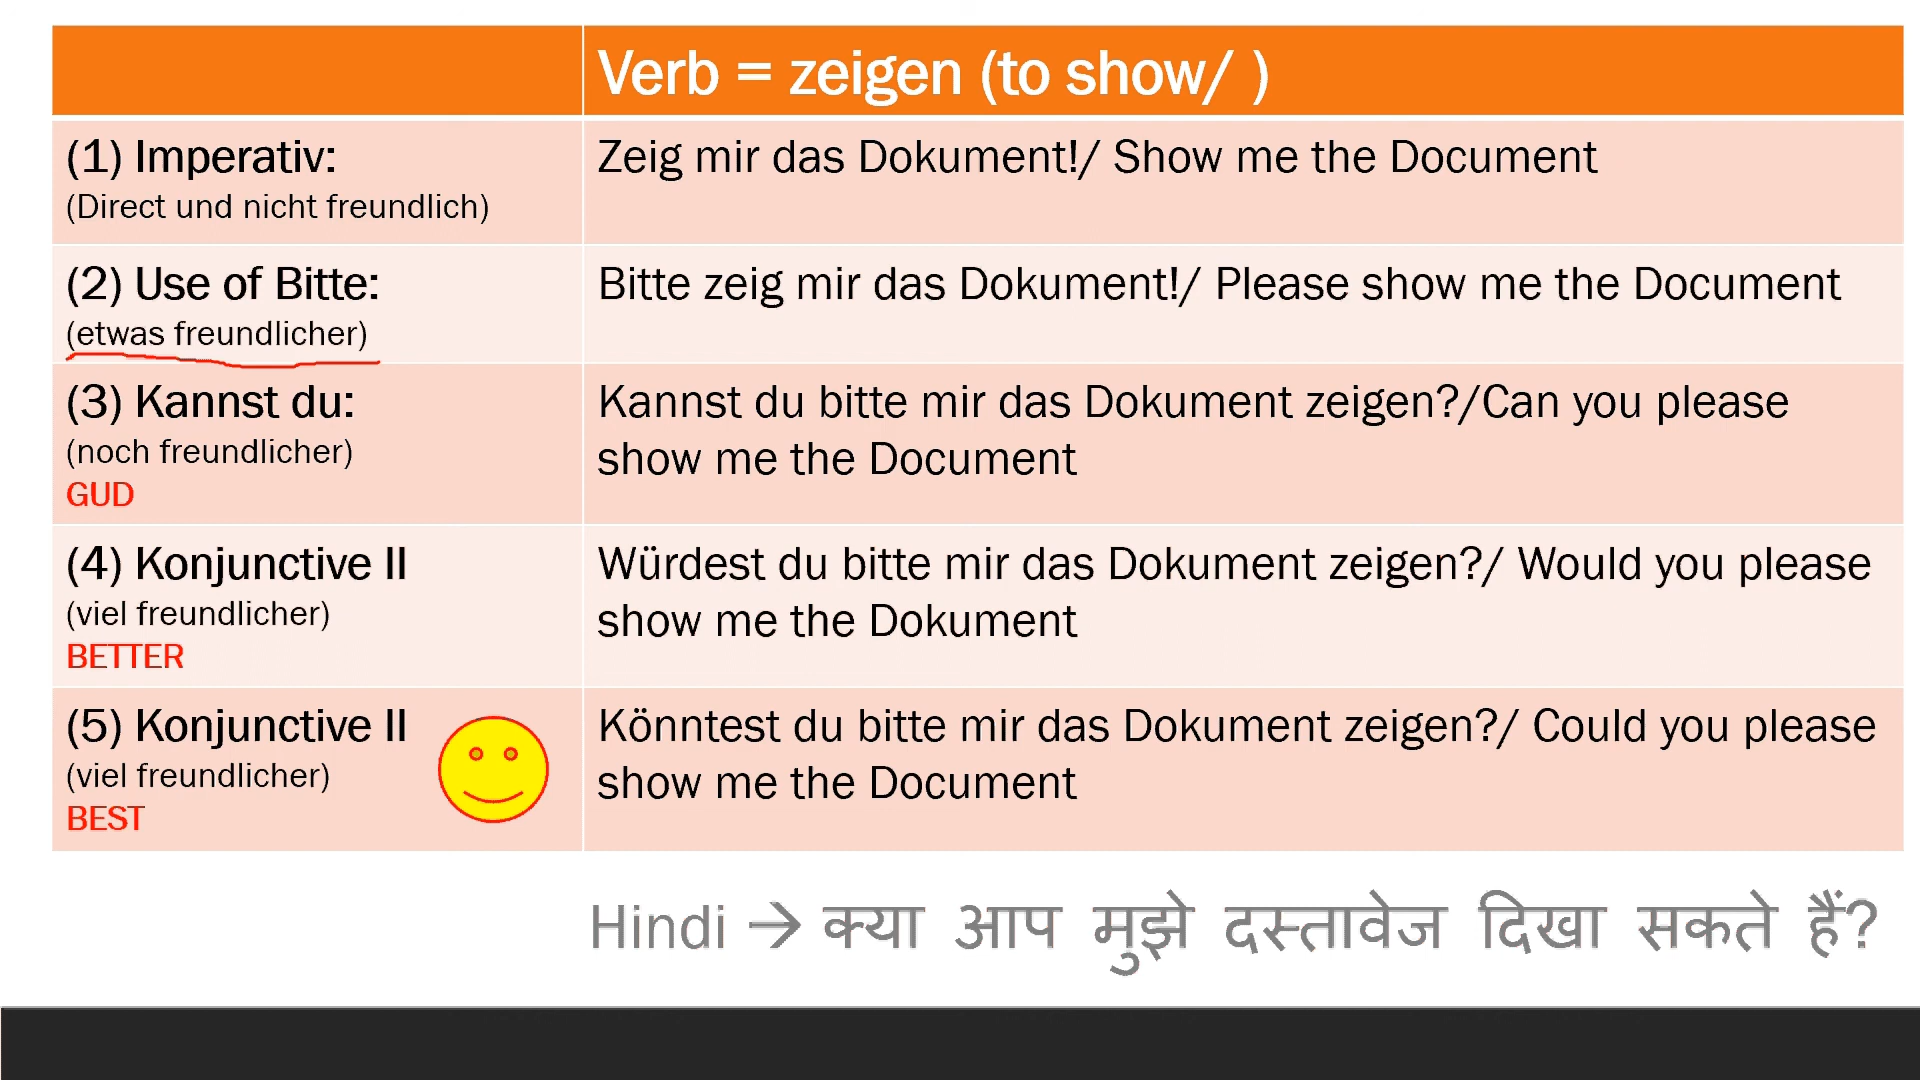 Verb = zeigen (to show/ )
(1) Imperativ:
(Direct und nicht freundlich)
Zeig mir das Dokument!/ Show me the Document
(2) Use of Bitte:
(etwas freundlicher)
Bitte zeig mir das Dokument!/ Please show me the Document
(3) Kannst du:
(noch freundlicher)
GUD
Kannst du bitte mir das Dokument zeigen?/Can you please
show me the Document
(4) Konjunctive II
(viel freundlicher)
BETTER
Würdest du bitte mir das Dokument zeigen?/ Would you please
show me the Dokument
(5) Konjunctive II
(viel freundlicher)
BEST
Könntest du bitte mir das Dokument zeigen?/ Could you please
show me the Document
Hindi → क्या आप मुझे दस्तावेज दिखा सकते हैं?